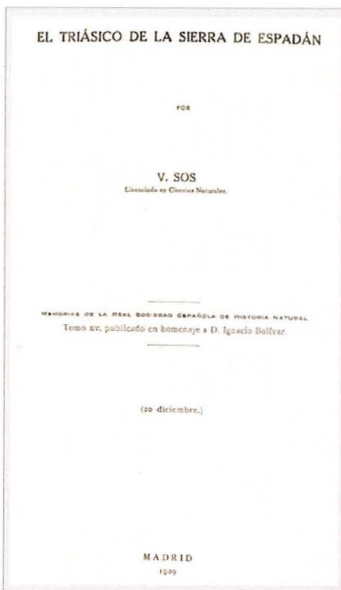 EL TRIÁSICO DE LA SIERRA DE ESPADÁN
POR
V. SOS
Licenciado en Ciencias Naturales.
MEMORIAS DE LA REAL SOCIEDAD ESPAÑOLA DE HISTORIA NATURAL
Tomo XV, publicado en homenaje a D. Ignacio Bolívar.
(20 diciembre.)
MADRID
1929